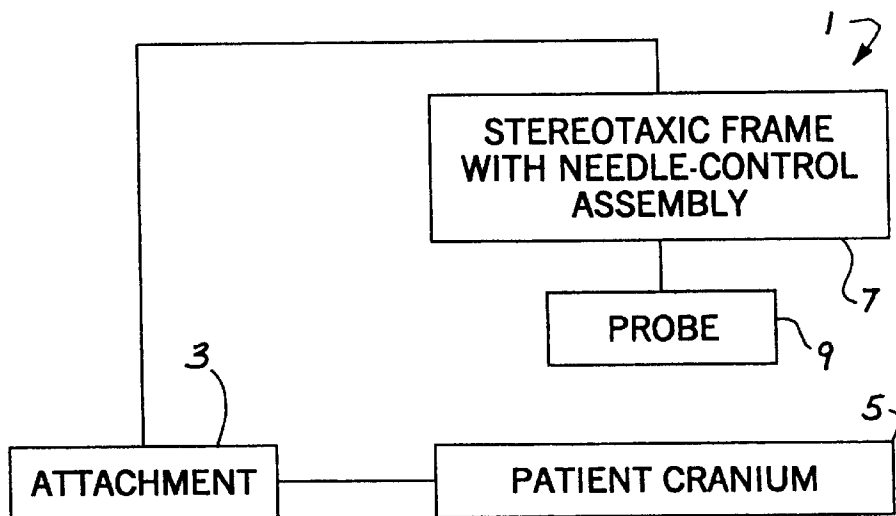 1
STEREOTAXIC FRAME
WITH NEEDLE-CONTROL
ASSEMBLY
7
PROBE
9
3
5
ATTACHMENT
PATIENT CRANIUM